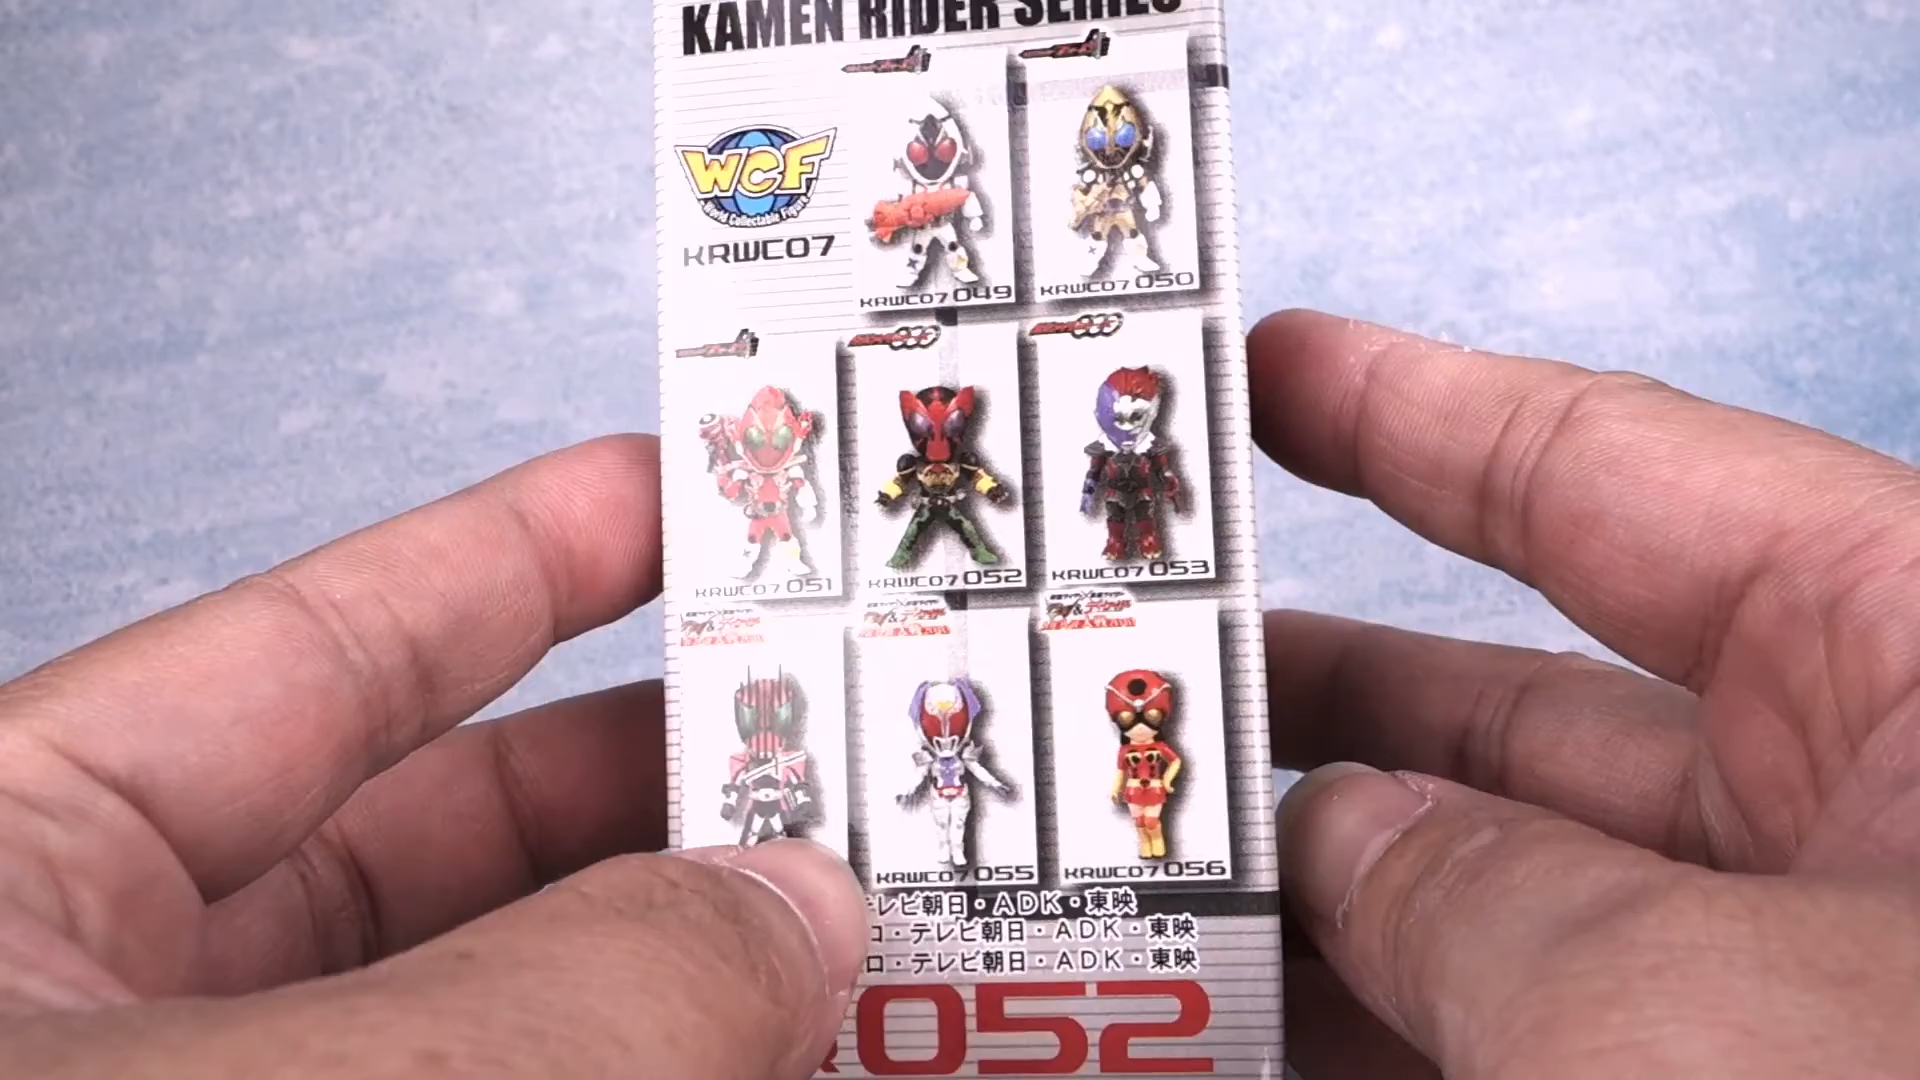 KAMEN RIDER SERIES
WCF
World Collectable Figure
KRWC07
KRWC07 049
KRWC07 050
KRWC07 051
KRWC07 052
KRWC07 053
KRWC07 055
KRWC07 056
テレビ朝日・ADK・東映
ロ・テレビ朝日・ADK・東映
ロ・テレビ朝日・ADK・東映
052